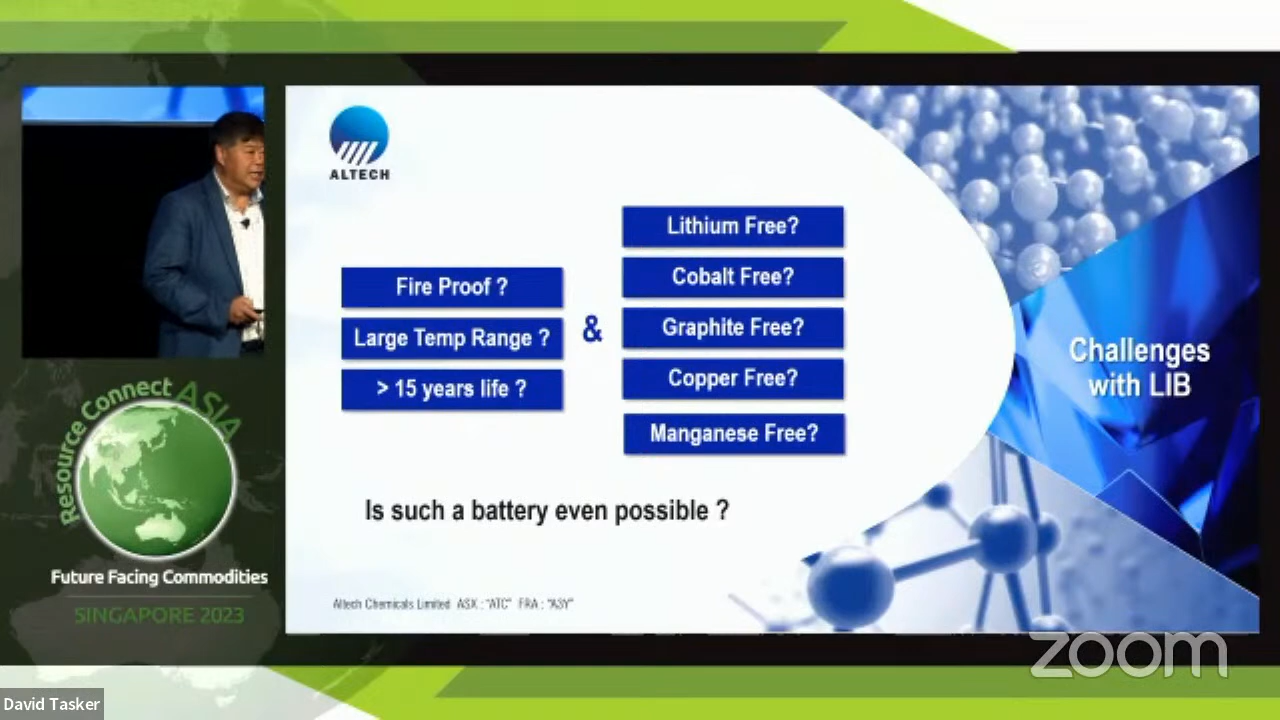 ALTECH
Fire Proof ?
Large Temp Range ?
> 15 years life ?
&
Lithium Free?
Cobalt Free?
Graphite Free?
Copper Free?
Manganese Free?
Is such a battery even possible ?
Challenges
with LIB
Altech Chemicals Limited ASX : "ATC" FRA : "A3Y"
Resource Connect ASIA
Future Facing Commodities
SINGAPORE 2023
zoom
David Tasker